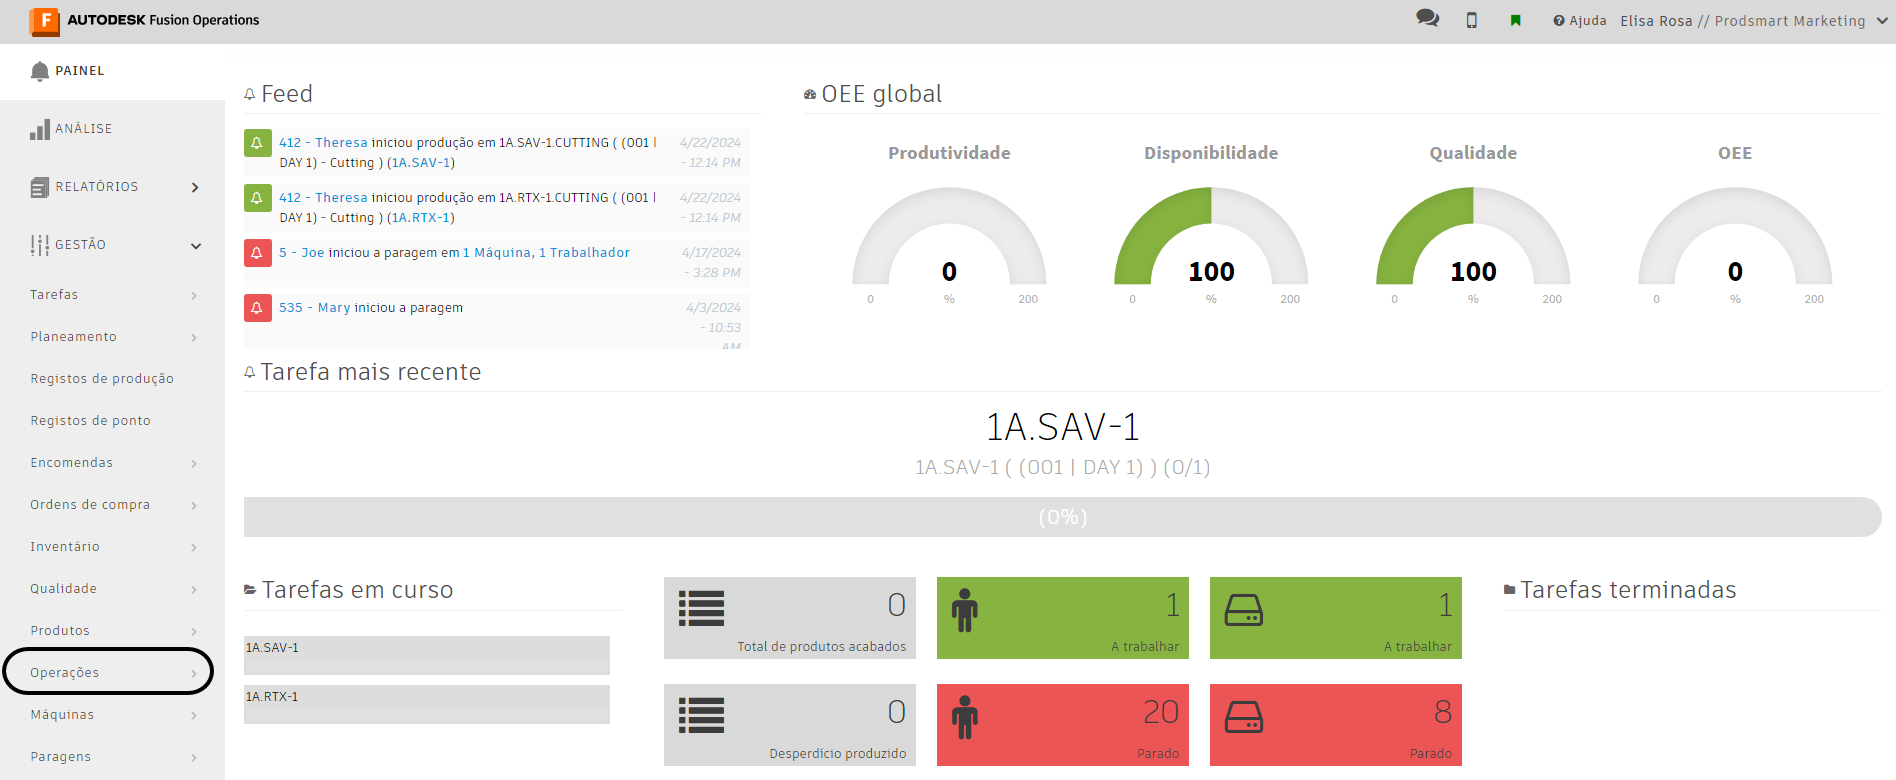 AUTODESK Fusion Operations
Ajuda
Elisa Rosa // Prodsmart Marketing
PAINEL
ANÁLISE
RELATÓRIOS
GESTÃO
Tarefas
Planeamento
Registos de produção
Registos de ponto
Encomendas
Ordens de compra
Inventário
Qualidade
Produtos
Operações
Máquinas
Paragens
Feed
412 - Theresa iniciou produção em 1A.SAV-1.CUTTING ( (001 |
DAY 1) - Cutting ) (1A.SAV-1)
4/22/2024
- 12:14 PM
412 - Theresa iniciou produção em 1A.RTX-1.CUTTING ( (001 |
DAY 1) - Cutting ) (1A.RTX-1)
4/22/2024
- 12:14 PM
5 - Joe iniciou a paragem em 1 Máquina, 1 Trabalhador
4/17/2024
- 3:28 PM
535 - Mary iniciou a paragem
4/3/2024
- 10:53
AM
OEE global
Produtividade
0
0 % 200
Disponibilidade
100
0 % 200
Qualidade
100
0 % 200
OEE
0
0 % 200
Tarefa mais recente
1A.SAV-1
1A.SAV-1 ( (001 | DAY 1) ) (0/1)
(0%)
Tarefas em curso
1A.SAV-1
1A.RTX-1
0
Total de produtos acabados
1
A trabalhar
1
A trabalhar
0
Desperdício produzido
20
Parado
8
Parado
Tarefas terminadas